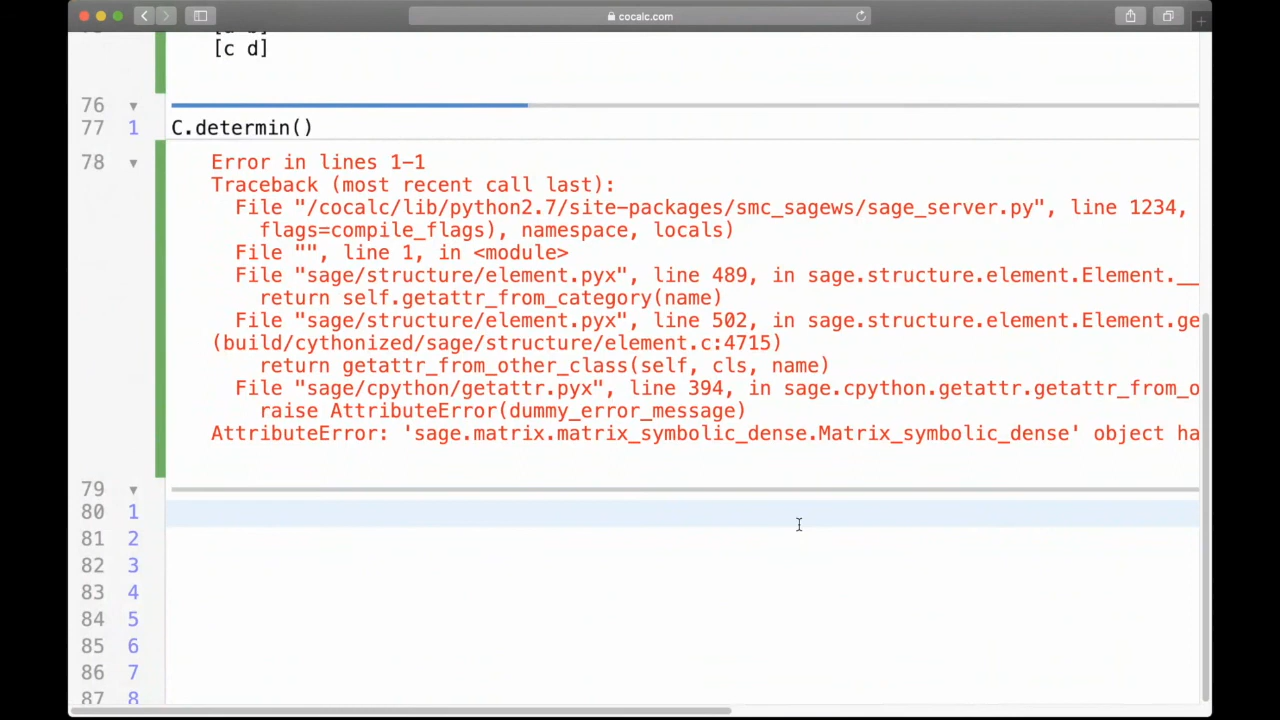 cocalc.com
[c d]
76
77 1 C.determin()
78 Error in lines 1-1
Traceback (most recent call last):
File "/cocalc/lib/python2.7/site-packages/smc_sagews/sage_server.py", line 1234,
flags=compile_flags), namespace, locals)
File "", line 1, in <module>
File "sage/structure/element.pyx", line 489, in sage.structure.element.Element.__
return self.getattr_from_category(name)
File "sage/structure/element.pyx", line 502, in sage.structure.element.Element.ge
(build/cythonized/sage/structure/element.c:4715)
return getattr_from_other_class(self, cls, name)
File "sage/cpython/getattr.pyx", line 394, in sage.cpython.getattr.getattr_from_o
raise AttributeError(dummy_error_message)
AttributeError: 'sage.matrix.matrix_symbolic_dense.Matrix_symbolic_dense' object ha
79
80 1
81 2
82 3
83 4
84 5
85 6
86 7
87 8